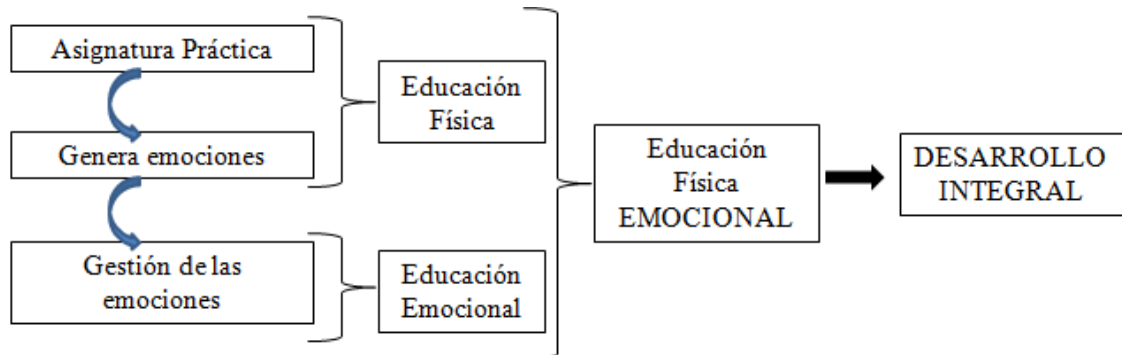 Asignatura Práctica
Genera emociones
Gestión de las
emociones
Educación
Física
Educación
Emocional
Educación
Física
EMOCIONAL
DESARROLLO
INTEGRAL